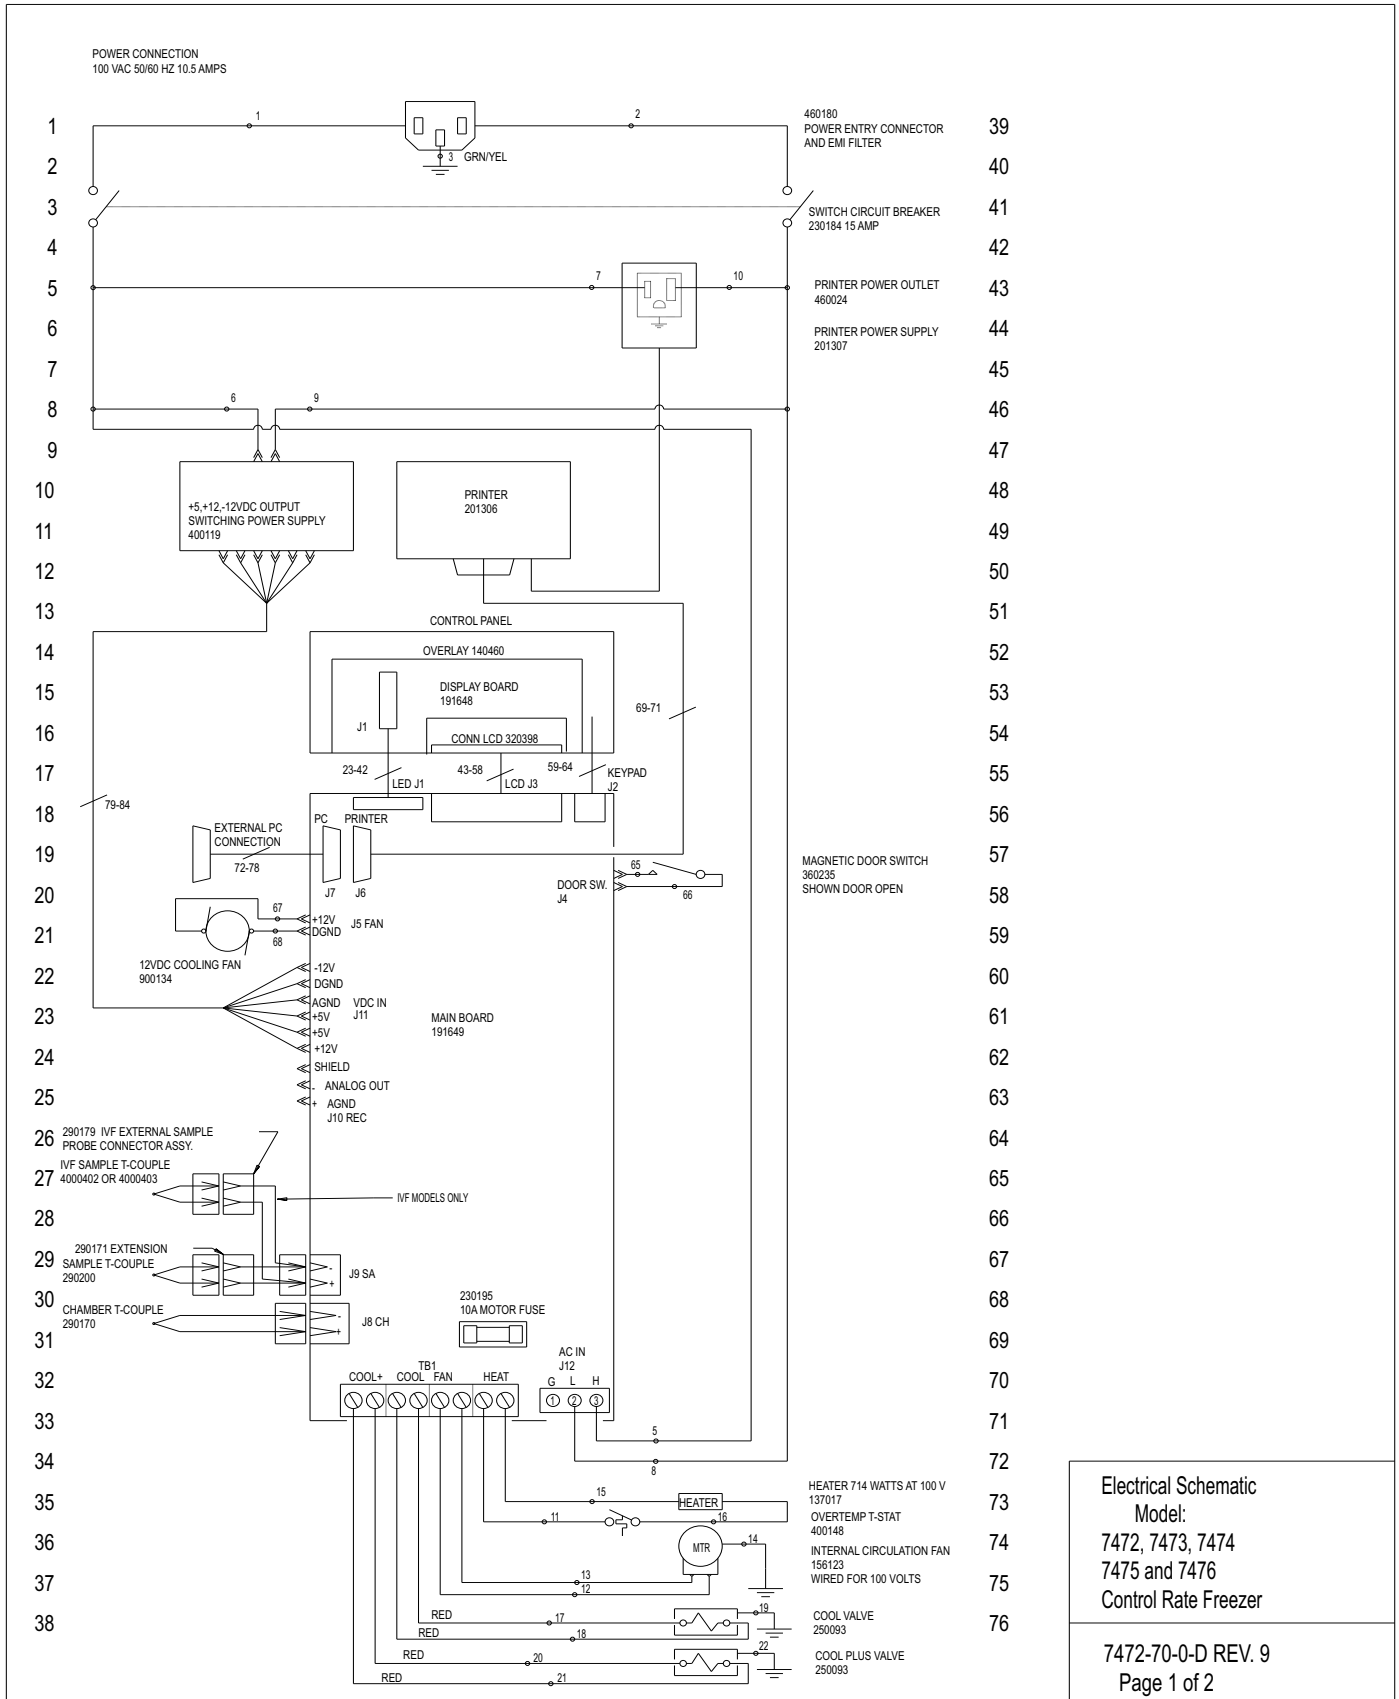 POWER CONNECTION
100 VAC 50/60 HZ 10.5 AMPS
1
2
3
4
5
6
7
8
9
10
11
12
13
14
15
16
17
18
19
20
21
22
23
24
25
26
27
28
29
30
31
32
33
34
35
36
37
38
1
2
3
GRN/YEL
460180
POWER ENTRY CONNECTOR
AND EMI FILTER
SWITCH CIRCUIT BREAKER
230184 15 AMP
7
10
PRINTER POWER OUTLET
460024
PRINTER POWER SUPPLY
201307
6
9
+5,+12,-12VDC OUTPUT
SWITCHING POWER SUPPLY
400119
PRINTER
201306
CONTROL PANEL
OVERLAY 140460
DISPLAY BOARD
191648
J1
CONN LCD 320398
69-71
23-42
LED J1
43-58
LCD J3
59-64
KEYPAD
J2
79-84
EXTERNAL PC
CONNECTION
72-78
PC
PRINTER
J7
J6
DOOR SW.
J4
65
66
MAGNETIC DOOR SWITCH
360235
SHOWN DOOR OPEN
67
68
+12V
DGND
J5 FAN
12VDC COOLING FAN
900134
-12V
DGND
AGND
+5V
+5V
+12V
VDC IN
J11
MAIN BOARD
191649
SHIELD
- ANALOG OUT
+ AGND
J10 REC
290179 IVF EXTERNAL SAMPLE
PROBE CONNECTOR ASSY.
IVF SAMPLE T-COUPLE
4000402 OR 4000403
IVF MODELS ONLY
290171 EXTENSION
SAMPLE T-COUPLE
290200
-
+
J9 SA
CHAMBER T-COUPLE
290170
-
+
J8 CH
230195
10A MOTOR FUSE
TB1
COOL+ COOL FAN HEAT
AC IN
J12
G L H
1 2 3
5
8
15
HEATER
11
16
HEATER 714 WATTS AT 100 V
137017
OVERTEMP T-STAT
400148
MTR
14
INTERNAL CIRCULATION FAN
156123
WIRED FOR 100 VOLTS
13
12
RED
17
RED
18
19
COOL VALVE
250093
RED
20
RED
21
22
COOL PLUS VALVE
250093
39
40
41
42
43
44
45
46
47
48
49
50
51
52
53
54
55
56
57
58
59
60
61
62
63
64
65
66
67
68
69
70
71
72
73
74
75
76
Electrical Schematic
Model:
7472, 7473, 7474
7475 and 7476
Control Rate Freezer
7472-70-0-D REV. 9
Page 1 of 2